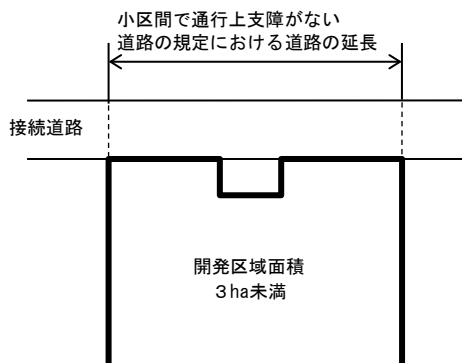 小区間で通行上支障がない
道路の規定における道路の延長
接続道路
開発区域面積
３ha未満